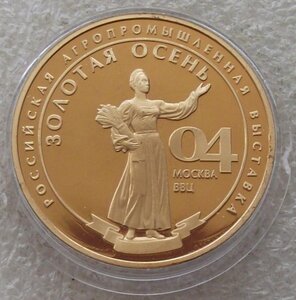 РОССИЙСКАЯ АГРОПРОМЫШЛЕННАЯ ВЫСТАВКА
ЗОЛОТАЯ ОСЕНЬ
04
МОСКВА
ВВЦ